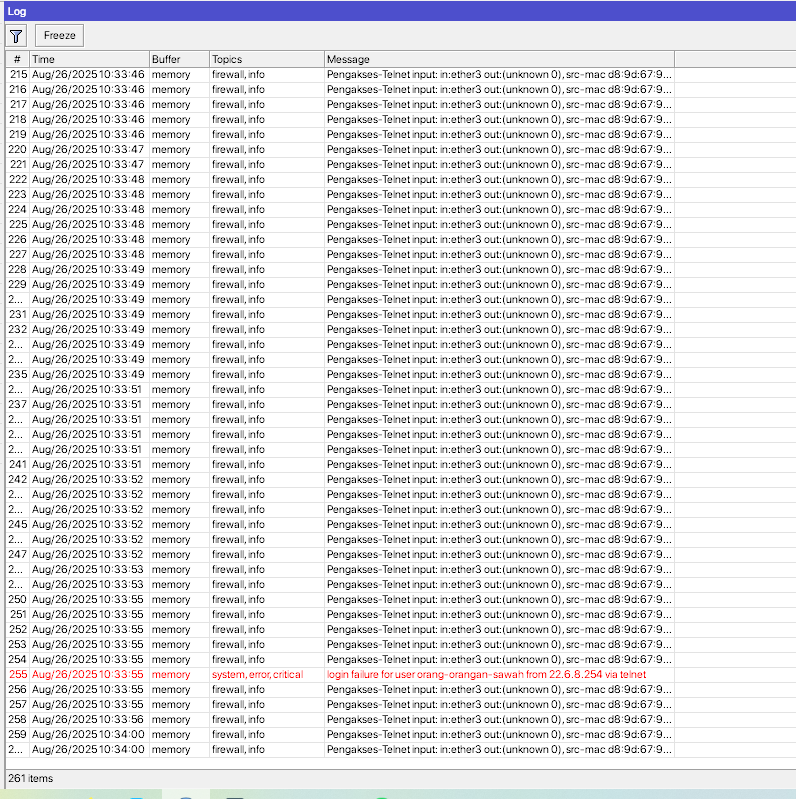 Log
Freeze
# Time Buffer Topics Message
215 Aug/26/2025 10:33:46 memory firewall, info Pengakses-Telnet input: in:ether3 out:(unknown 0), src-mac d8:9d:67:9...
216 Aug/26/2025 10:33:46 memory firewall, info Pengakses-Telnet input: in:ether3 out:(unknown 0), src-mac d8:9d:67:9...
217 Aug/26/2025 10:33:46 memory firewall, info Pengakses-Telnet input: in:ether3 out:(unknown 0), src-mac d8:9d:67:9...
218 Aug/26/2025 10:33:46 memory firewall, info Pengakses-Telnet input: in:ether3 out:(unknown 0), src-mac d8:9d:67:9...
219 Aug/26/2025 10:33:46 memory firewall, info Pengakses-Telnet input: in:ether3 out:(unknown 0), src-mac d8:9d:67:9...
220 Aug/26/2025 10:33:47 memory firewall, info Pengakses-Telnet input: in:ether3 out:(unknown 0), src-mac d8:9d:67:9...
221 Aug/26/2025 10:33:47 memory firewall, info Pengakses-Telnet input: in:ether3 out:(unknown 0), src-mac d8:9d:67:9...
222 Aug/26/2025 10:33:48 memory firewall, info Pengakses-Telnet input: in:ether3 out:(unknown 0), src-mac d8:9d:67:9...
223 Aug/26/2025 10:33:48 memory firewall, info Pengakses-Telnet input: in:ether3 out:(unknown 0), src-mac d8:9d:67:9...
224 Aug/26/2025 10:33:48 memory firewall, info Pengakses-Telnet input: in:ether3 out:(unknown 0), src-mac d8:9d:67:9...
225 Aug/26/2025 10:33:48 memory firewall, info Pengakses-Telnet input: in:ether3 out:(unknown 0), src-mac d8:9d:67:9...
226 Aug/26/2025 10:33:48 memory firewall, info Pengakses-Telnet input: in:ether3 out:(unknown 0), src-mac d8:9d:67:9...
227 Aug/26/2025 10:33:48 memory firewall, info Pengakses-Telnet input: in:ether3 out:(unknown 0), src-mac d8:9d:67:9...
228 Aug/26/2025 10:33:49 memory firewall, info Pengakses-Telnet input: in:ether3 out:(unknown 0), src-mac d8:9d:67:9...
229 Aug/26/2025 10:33:49 memory firewall, info Pengakses-Telnet input: in:ether3 out:(unknown 0), src-mac d8:9d:67:9...
2... Aug/26/2025 10:33:49 memory firewall, info Pengakses-Telnet input: in:ether3 out:(unknown 0), src-mac d8:9d:67:9...
231 Aug/26/2025 10:33:49 memory firewall, info Pengakses-Telnet input: in:ether3 out:(unknown 0), src-mac d8:9d:67:9...
232 Aug/26/2025 10:33:49 memory firewall, info Pengakses-Telnet input: in:ether3 out:(unknown 0), src-mac d8:9d:67:9...
2... Aug/26/2025 10:33:49 memory firewall, info Pengakses-Telnet input: in:ether3 out:(unknown 0), src-mac d8:9d:67:9...
2... Aug/26/2025 10:33:49 memory firewall, info Pengakses-Telnet input: in:ether3 out:(unknown 0), src-mac d8:9d:67:9...
235 Aug/26/2025 10:33:49 memory firewall, info Pengakses-Telnet input: in:ether3 out:(unknown 0), src-mac d8:9d:67:9...
2... Aug/26/2025 10:33:51 memory firewall, info Pengakses-Telnet input: in:ether3 out:(unknown 0), src-mac d8:9d:67:9...
237 Aug/26/2025 10:33:51 memory firewall, info Pengakses-Telnet input: in:ether3 out:(unknown 0), src-mac d8:9d:67:9...
2... Aug/26/2025 10:33:51 memory firewall, info Pengakses-Telnet input: in:ether3 out:(unknown 0), src-mac d8:9d:67:9...
2... Aug/26/2025 10:33:51 memory firewall, info Pengakses-Telnet input: in:ether3 out:(unknown 0), src-mac d8:9d:67:9...
2... Aug/26/2025 10:33:51 memory firewall, info Pengakses-Telnet input: in:ether3 out:(unknown 0), src-mac d8:9d:67:9...
241 Aug/26/2025 10:33:51 memory firewall, info Pengakses-Telnet input: in:ether3 out:(unknown 0), src-mac d8:9d:67:9...
242 Aug/26/2025 10:33:52 memory firewall, info Pengakses-Telnet input: in:ether3 out:(unknown 0), src-mac d8:9d:67:9...
2... Aug/26/2025 10:33:52 memory firewall, info Pengakses-Telnet input: in:ether3 out:(unknown 0), src-mac d8:9d:67:9...
2... Aug/26/2025 10:33:52 memory firewall, info Pengakses-Telnet input: in:ether3 out:(unknown 0), src-mac d8:9d:67:9...
245 Aug/26/2025 10:33:52 memory firewall, info Pengakses-Telnet input: in:ether3 out:(unknown 0), src-mac d8:9d:67:9...
2... Aug/26/2025 10:33:52 memory firewall, info Pengakses-Telnet input: in:ether3 out:(unknown 0), src-mac d8:9d:67:9...
247 Aug/26/2025 10:33:52 memory firewall, info Pengakses-Telnet input: in:ether3 out:(unknown 0), src-mac d8:9d:67:9...
2... Aug/26/2025 10:33:53 memory firewall, info Pengakses-Telnet input: in:ether3 out:(unknown 0), src-mac d8:9d:67:9...
2... Aug/26/2025 10:33:53 memory firewall, info Pengakses-Telnet input: in:ether3 out:(unknown 0), src-mac d8:9d:67:9...
250 Aug/26/2025 10:33:55 memory firewall, info Pengakses-Telnet input: in:ether3 out:(unknown 0), src-mac d8:9d:67:9...
251 Aug/26/2025 10:33:55 memory firewall, info Pengakses-Telnet input: in:ether3 out:(unknown 0), src-mac d8:9d:67:9...
252 Aug/26/2025 10:33:55 memory firewall, info Pengakses-Telnet input: in:ether3 out:(unknown 0), src-mac d8:9d:67:9...
253 Aug/26/2025 10:33:55 memory firewall, info Pengakses-Telnet input: in:ether3 out:(unknown 0), src-mac d8:9d:67:9...
254 Aug/26/2025 10:33:55 memory firewall, info Pengakses-Telnet input: in:ether3 out:(unknown 0), src-mac d8:9d:67:9...
255 Aug/26/2025 10:33:55 memory system, error, critical login failure for user orang-orangan-sawah from 22.6.8.254 via telnet
256 Aug/26/2025 10:33:55 memory firewall, info Pengakses-Telnet input: in:ether3 out:(unknown 0), src-mac d8:9d:67:9...
257 Aug/26/2025 10:33:55 memory firewall, info Pengakses-Telnet input: in:ether3 out:(unknown 0), src-mac d8:9d:67:9...
258 Aug/26/2025 10:33:56 memory firewall, info Pengakses-Telnet input: in:ether3 out:(unknown 0), src-mac d8:9d:67:9...
259 Aug/26/2025 10:34:00 memory firewall, info Pengakses-Telnet input: in:ether3 out:(unknown 0), src-mac d8:9d:67:9...
2... Aug/26/2025 10:34:00 memory firewall, info Pengakses-Telnet input: in:ether3 out:(unknown 0), src-mac d8:9d:67:9...
261 items